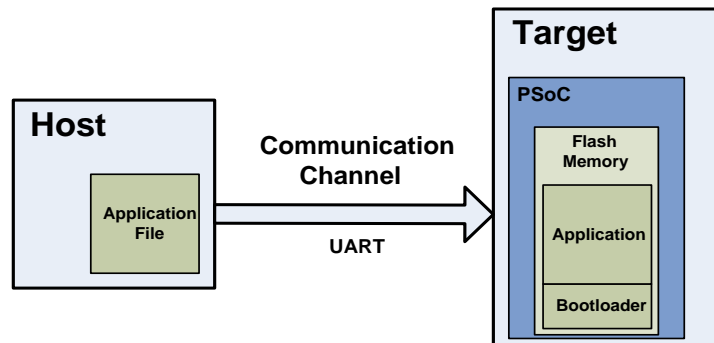 Host
Application
File
Communication
Channel
UART
Target
PSoC
Flash
Memory
Application
Bootloader